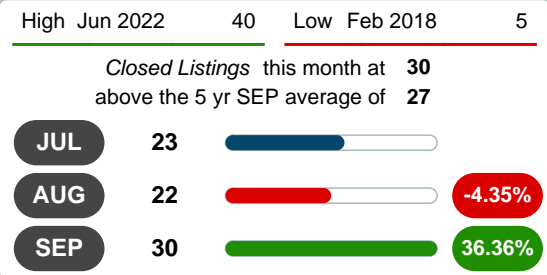 High Jun 2022 40 Low Feb 2018 5
Closed Listings this month at 30
above the 5 yr SEP average of 27
JUL 23
AUG 22 -4.35%
SEP 30 36.36%